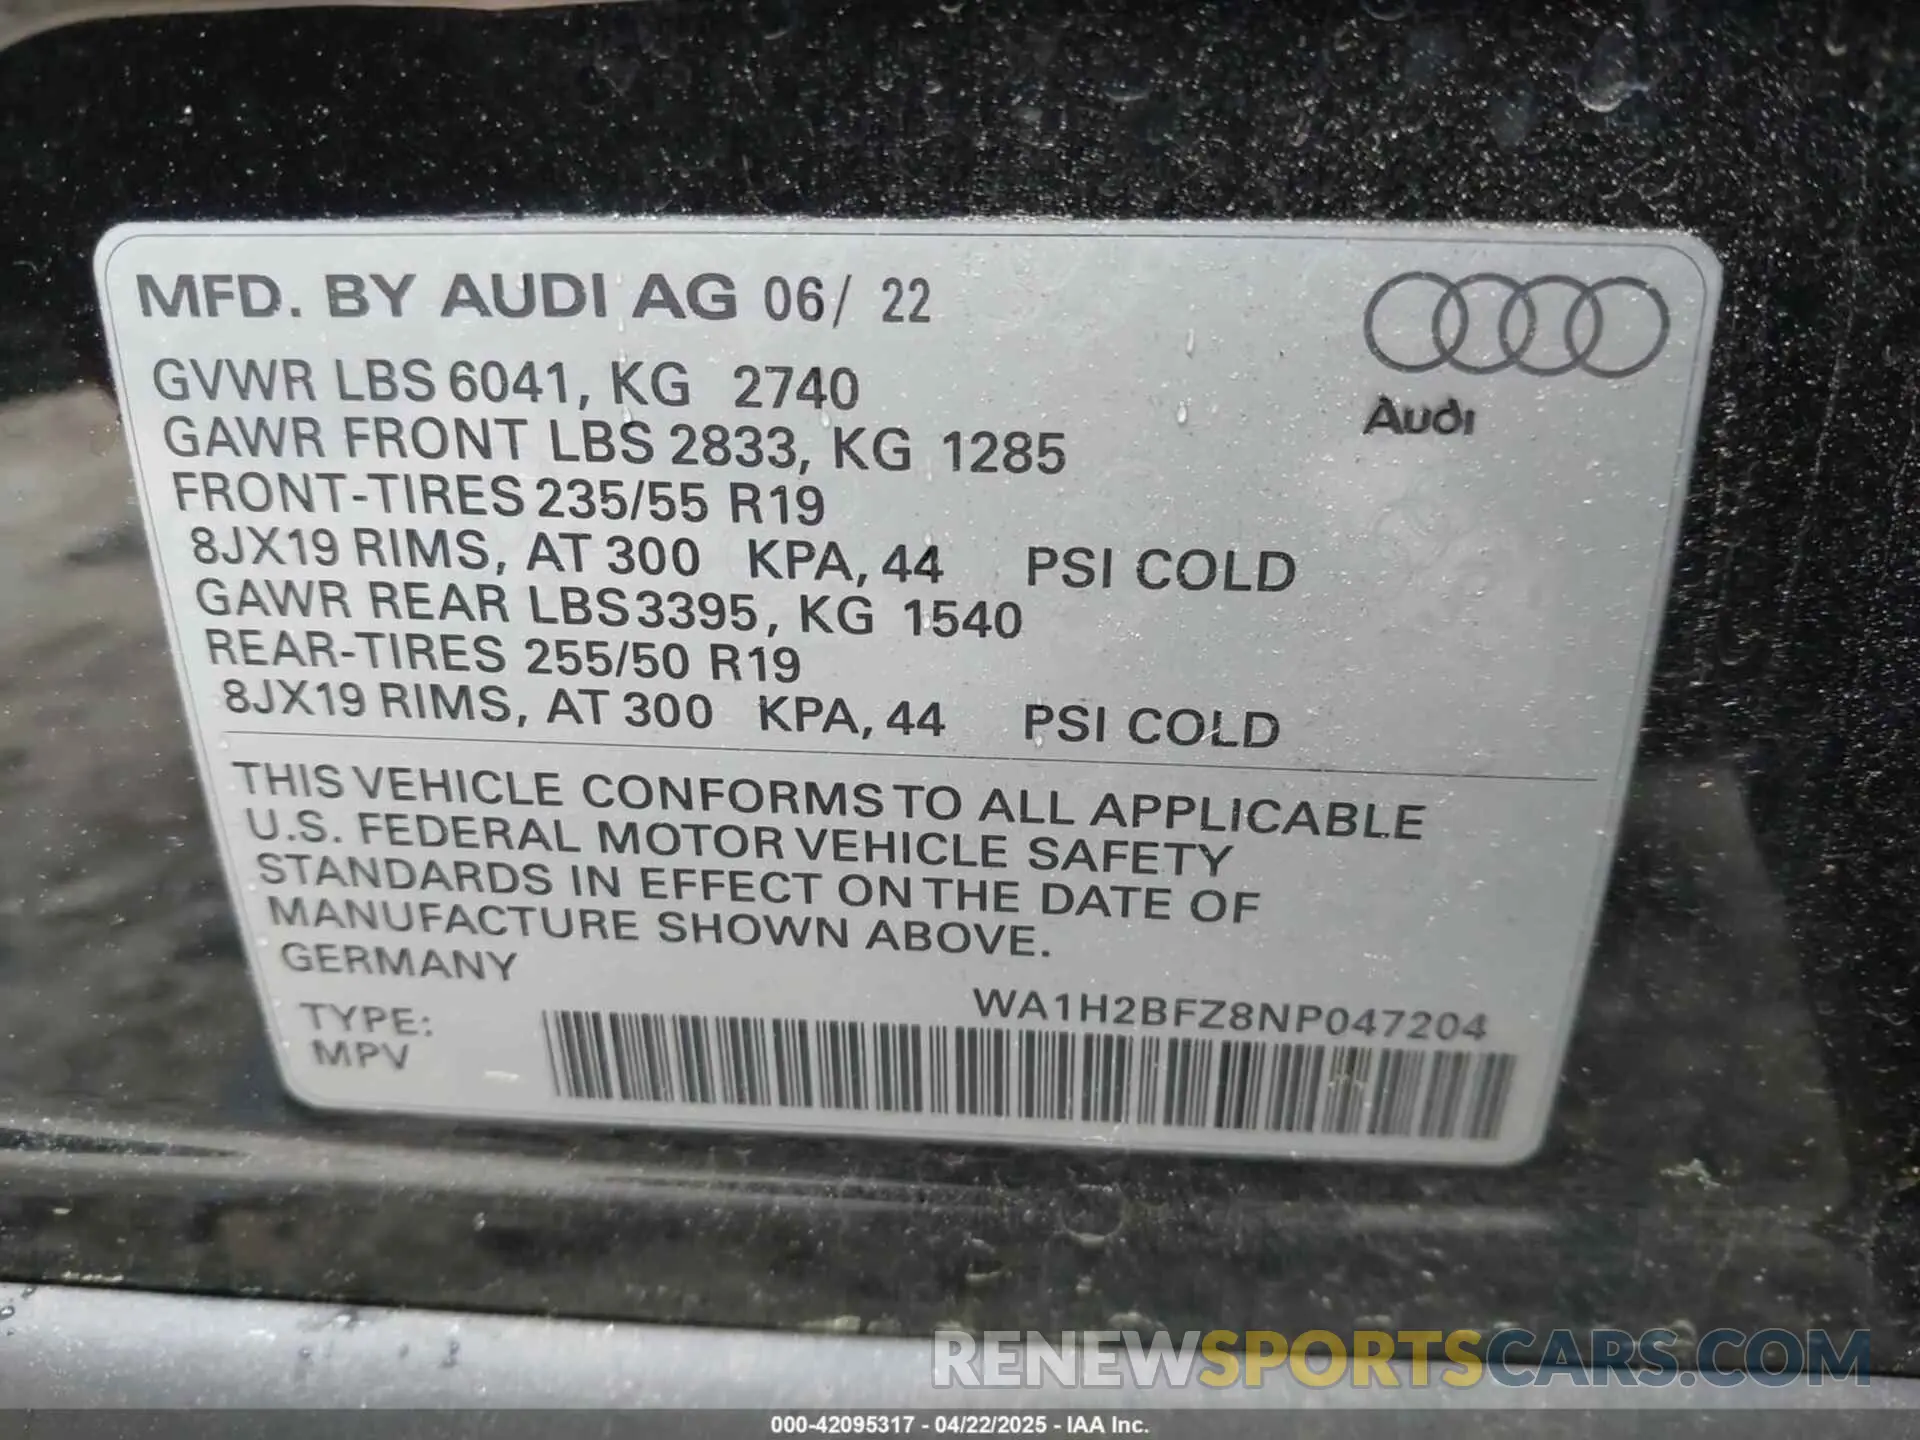 MFD. BY AUDI AG 06/ 22
Audi
GVWR LBS 6041, KG 2740
GAWR FRONT LBS 2833, KG 1285
FRONT-TIRES 235/55 R19
8JX19 RIMS, AT 300 KPA, 44 PSI COLD
GAWR REAR LBS3395, KG 1540
REAR-TIRES 255/50 R19
8JX19 RIMS, AT 300 KPA, 44 PSI COLD
THIS VEHICLE CONFORMS TO ALL APPLICABLE
U.S. FEDERAL MOTOR VEHICLE SAFETY
STANDARDS IN EFFECT ON THE DATE OF
MANUFACTURE SHOWN ABOVE.
GERMANY
WA1H2BFZ8NP047204
TYPE:
MPV
RENEWSPORTSCARS.COM
000-42095317 - 04/22/2025 - IAA Inc.